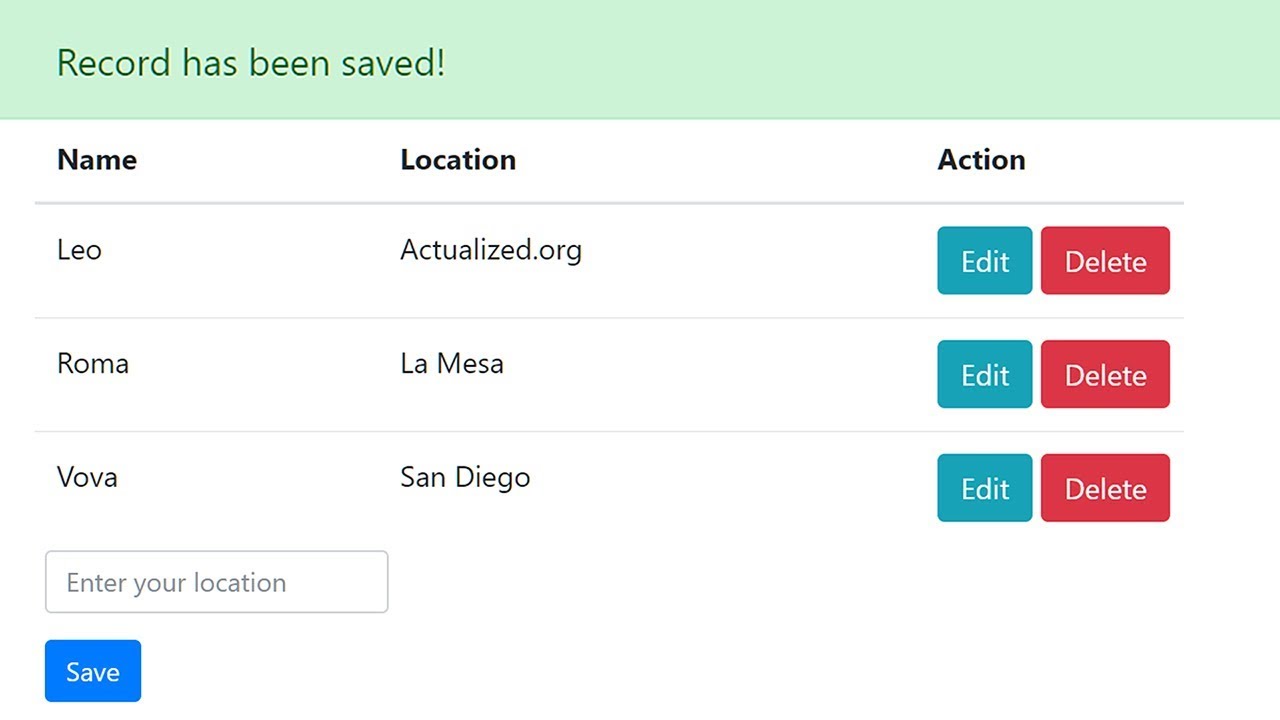 Record has been saved!
Name Location Action
Leo Actualized.org Edit Delete
Roma La Mesa Edit Delete
Vova San Diego Edit Delete
Enter your location
Save